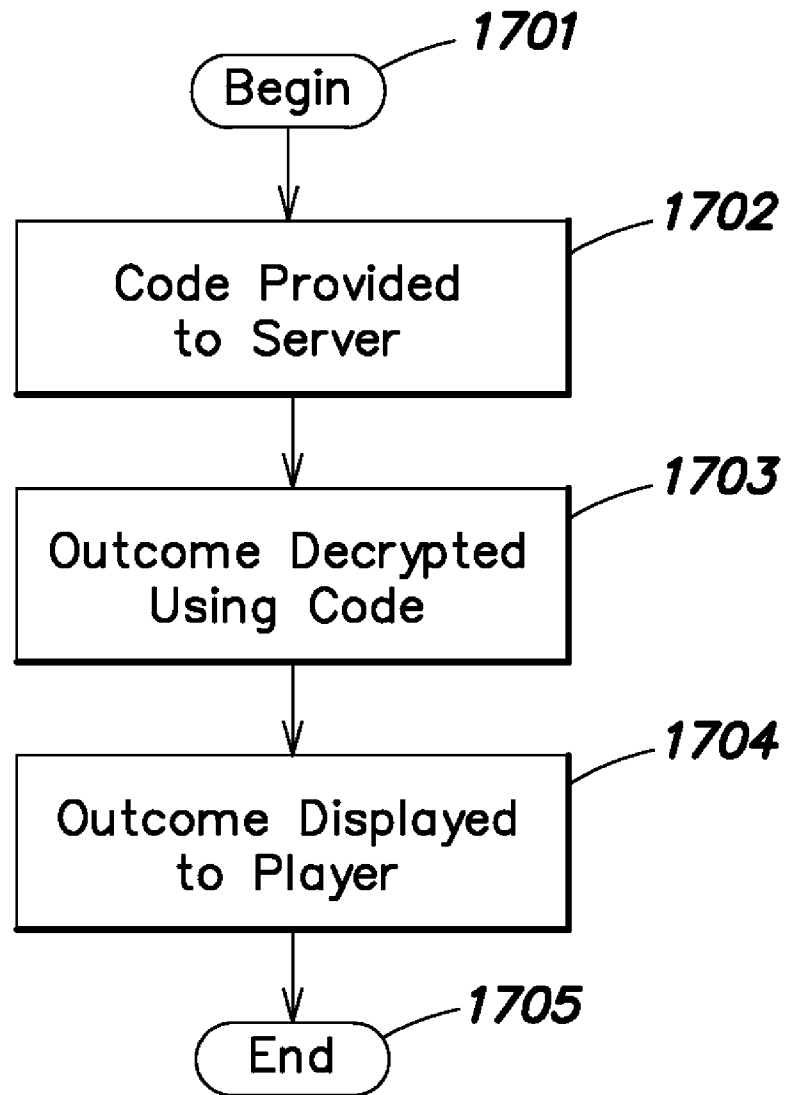 1701
Begin
1702
Code Provided
to Server
1703
Outcome Decrypted
Using Code
1704
Outcome Displayed
to Player
1705
End